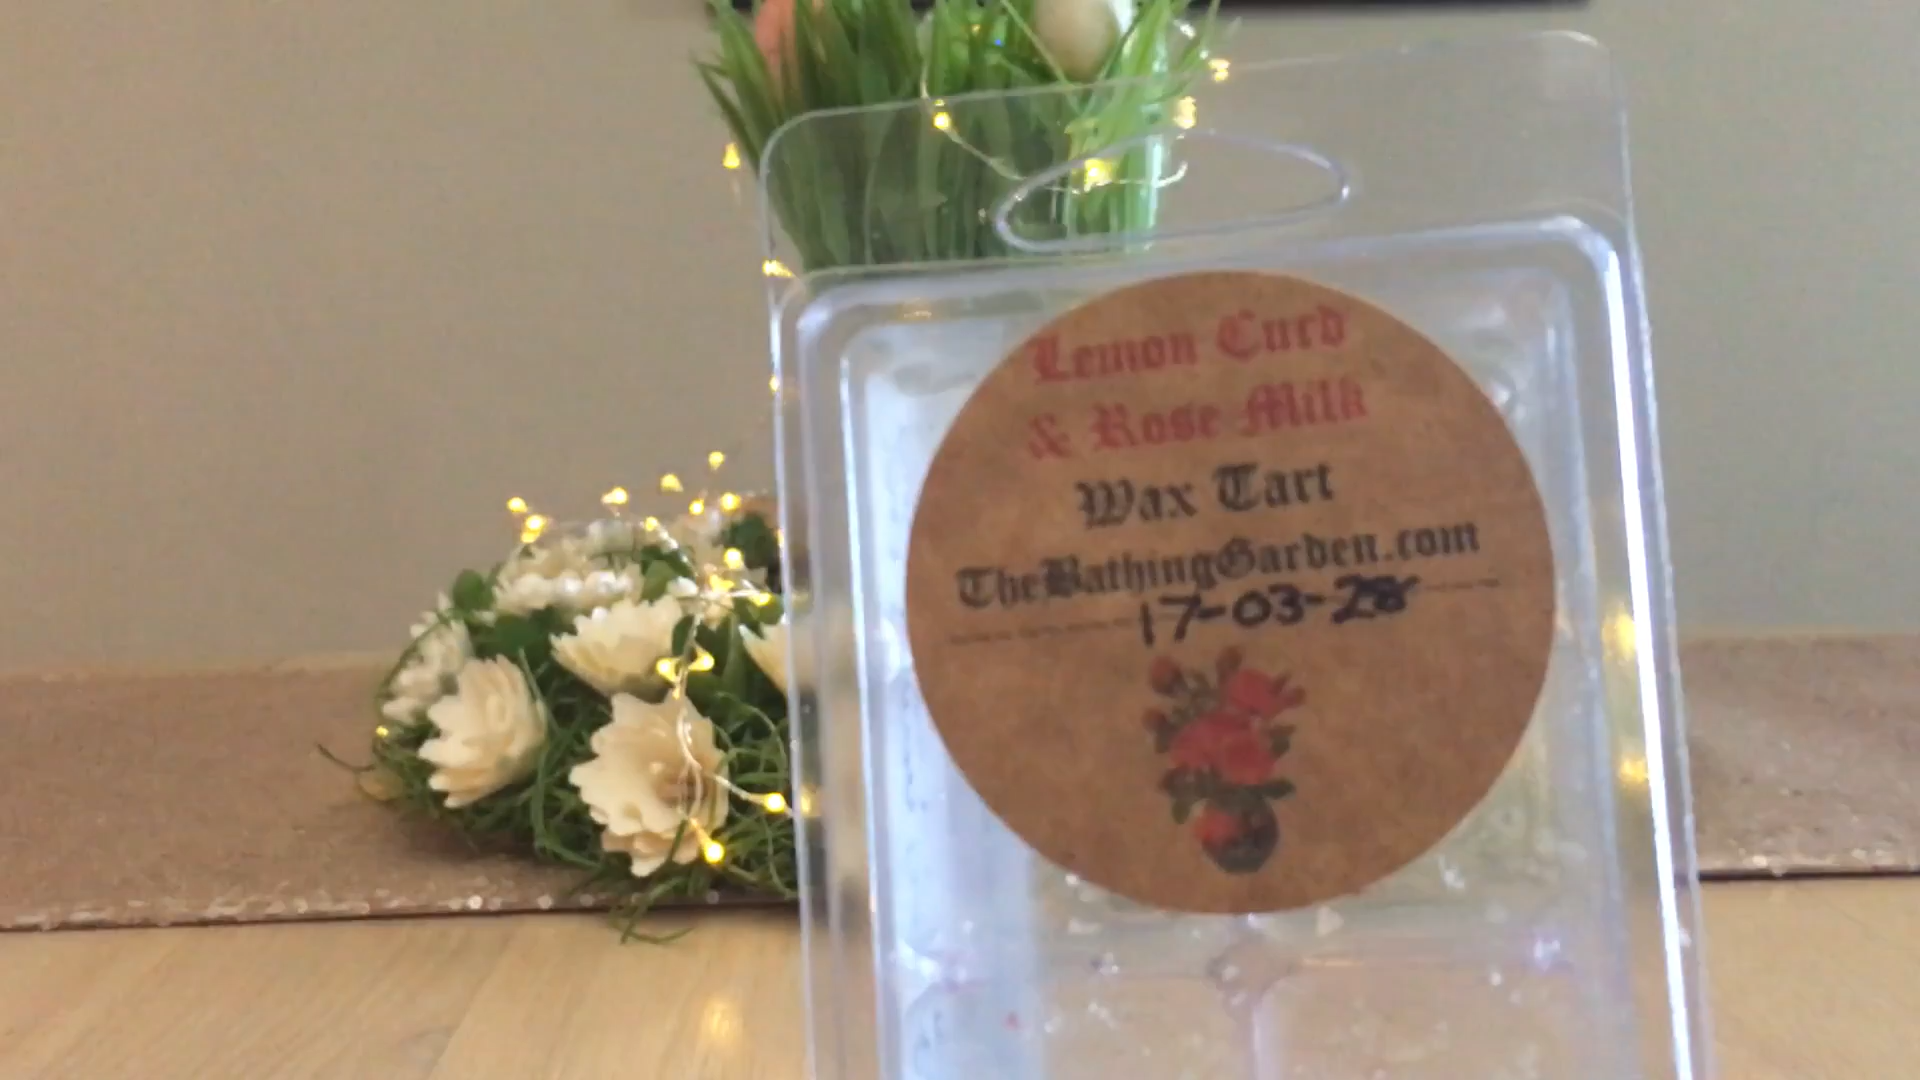 Lemon Curd
& Rose Milk
Wax Tart
TheBathingGarden.com
17-03-28